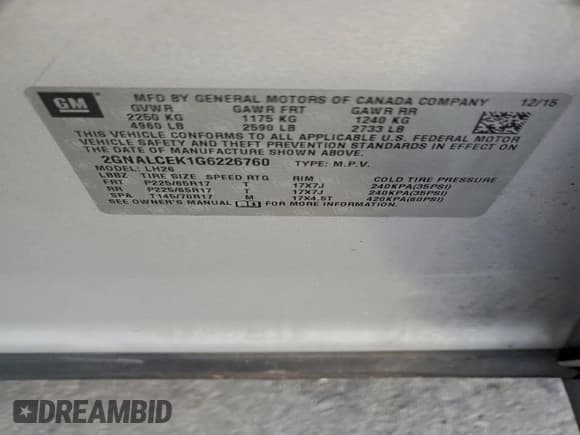 GM
MFD BY GENERAL MOTORS OF CANADA COMPANY 12/15
GVWR GAWR FRT GAWR RR
2250 KG 1175 KG 1240 KG
4960 LB 2590 LB 2733 LB
THIS VEHICLE CONFORMS TO ALL APPLICABLE U.S. FEDERAL MOTOR
VEHICLE SAFETY, BUMPER, AND THEFT PREVENTION STANDARDS IN EFFECT ON
THE DATE OF MANUFACTURE SHOWN ABOVE.
2GNALCEK1G6226760 TYPE: M.P.V.
MODEL: LH26
LBBZ TIRE SIZE SPEED RTG RIM COLD TIRE PRESSURE
FRT P225/65R17 T 17X7J 240KPA(35PSI)
RR P225/65R17 T 17X7J 240KPA(35PSI)
SPA T145/70R17 M 17X4.5T 420KPA(60PSI)
SEE OWNER'S MANUAL FOR MORE INFORMATION.
DREAMBID